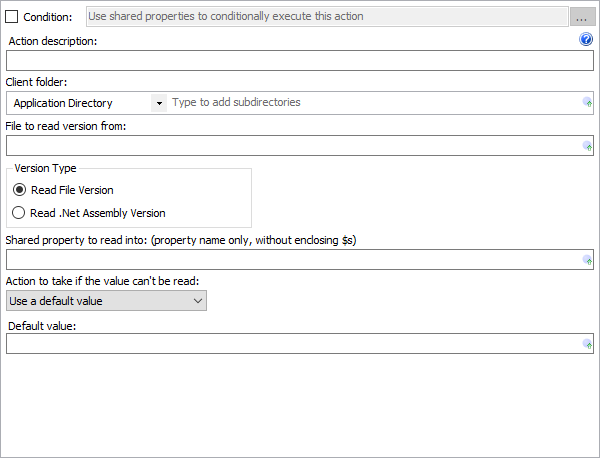 Condition: Use shared properties to conditionally execute this action ...
Action description: ?
Client folder:
Application Directory Type to add subdirectories
File to read version from:
Version Type
Read File Version
Read .Net Assembly Version
Shared property to read into: (property name only, without enclosing $s)
Action to take if the value can't be read:
Use a default value
Default value: